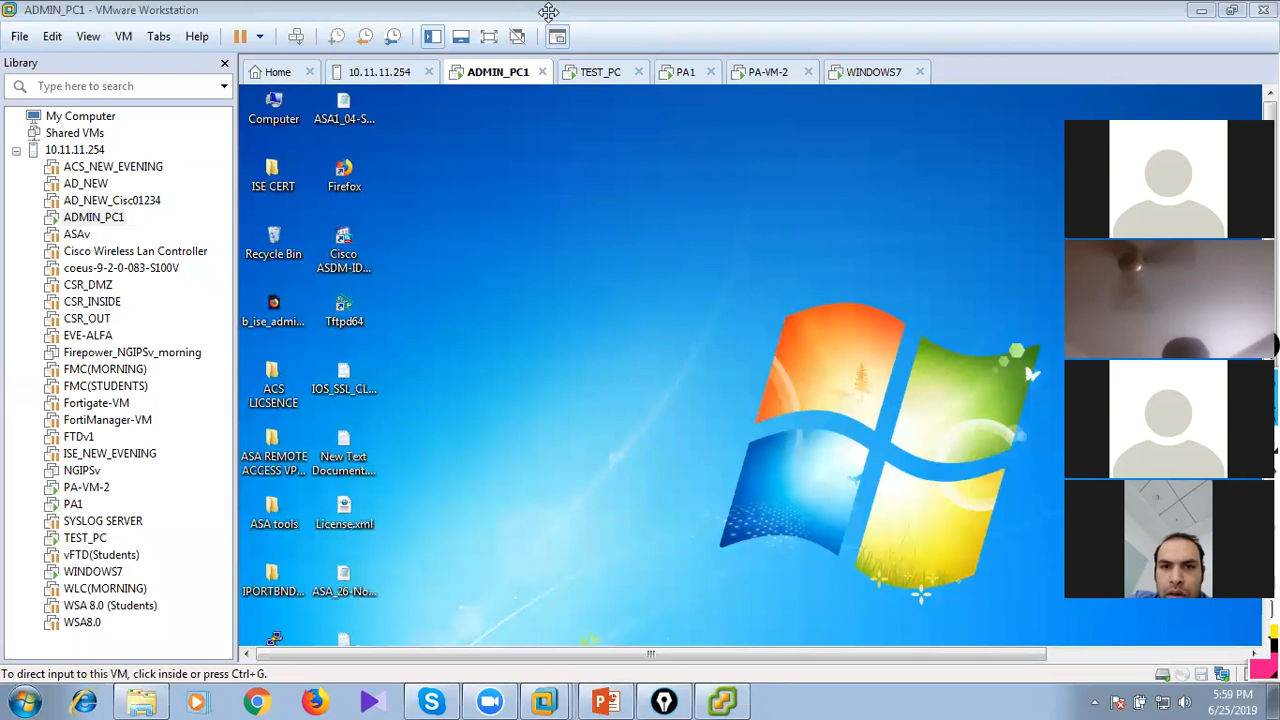 ADMIN_PC1 - VMware Workstation
File Edit View VM Tabs Help
Library
Home 10.11.11.254 ADMIN_PC1 TEST_PC PA1 PA-VM-2 WINDOWS7
Type here to search
My Computer
Shared VMs
10.11.11.254
ACS_NEW_EVENING
AD_NEW
AD_NEW_Cisc01234
ADMIN_PC1
ASAv
Cisco Wireless Lan Controller
coeus-9-2-0-083-S100V
CSR_DMZ
CSR_INSIDE
CSR_OUT
EVE-ALFA
Firepower_NGIPSv_morning
FMC(MORNING)
FMC(STUDENTS)
Fortigate-VM
FortiManager-VM
FTDv1
ISE_NEW_EVENING
NGIPSv
PA-VM-2
PA1
SYSLOG SERVER
TEST_PC
vFTD(Students)
WINDOWS7
WLC(MORNING)
WSA 8.0 (Students)
WSA8.0
Computer
ASA1_04-S...
ISE CERT
Firefox
Recycle Bin
Cisco
ASDM-ID...
b_ise_admi...
Tftpd64
ACS
LICSENCE
IOS_SSL_CL...
ASA REMOTE
ACCESS VP...
New Text
Document....
ASA tools
License.xml
IPORTBND...
ASA_26-No...
To direct input to this VM, click inside or press Ctrl+G.
5:59 PM
6/25/2019